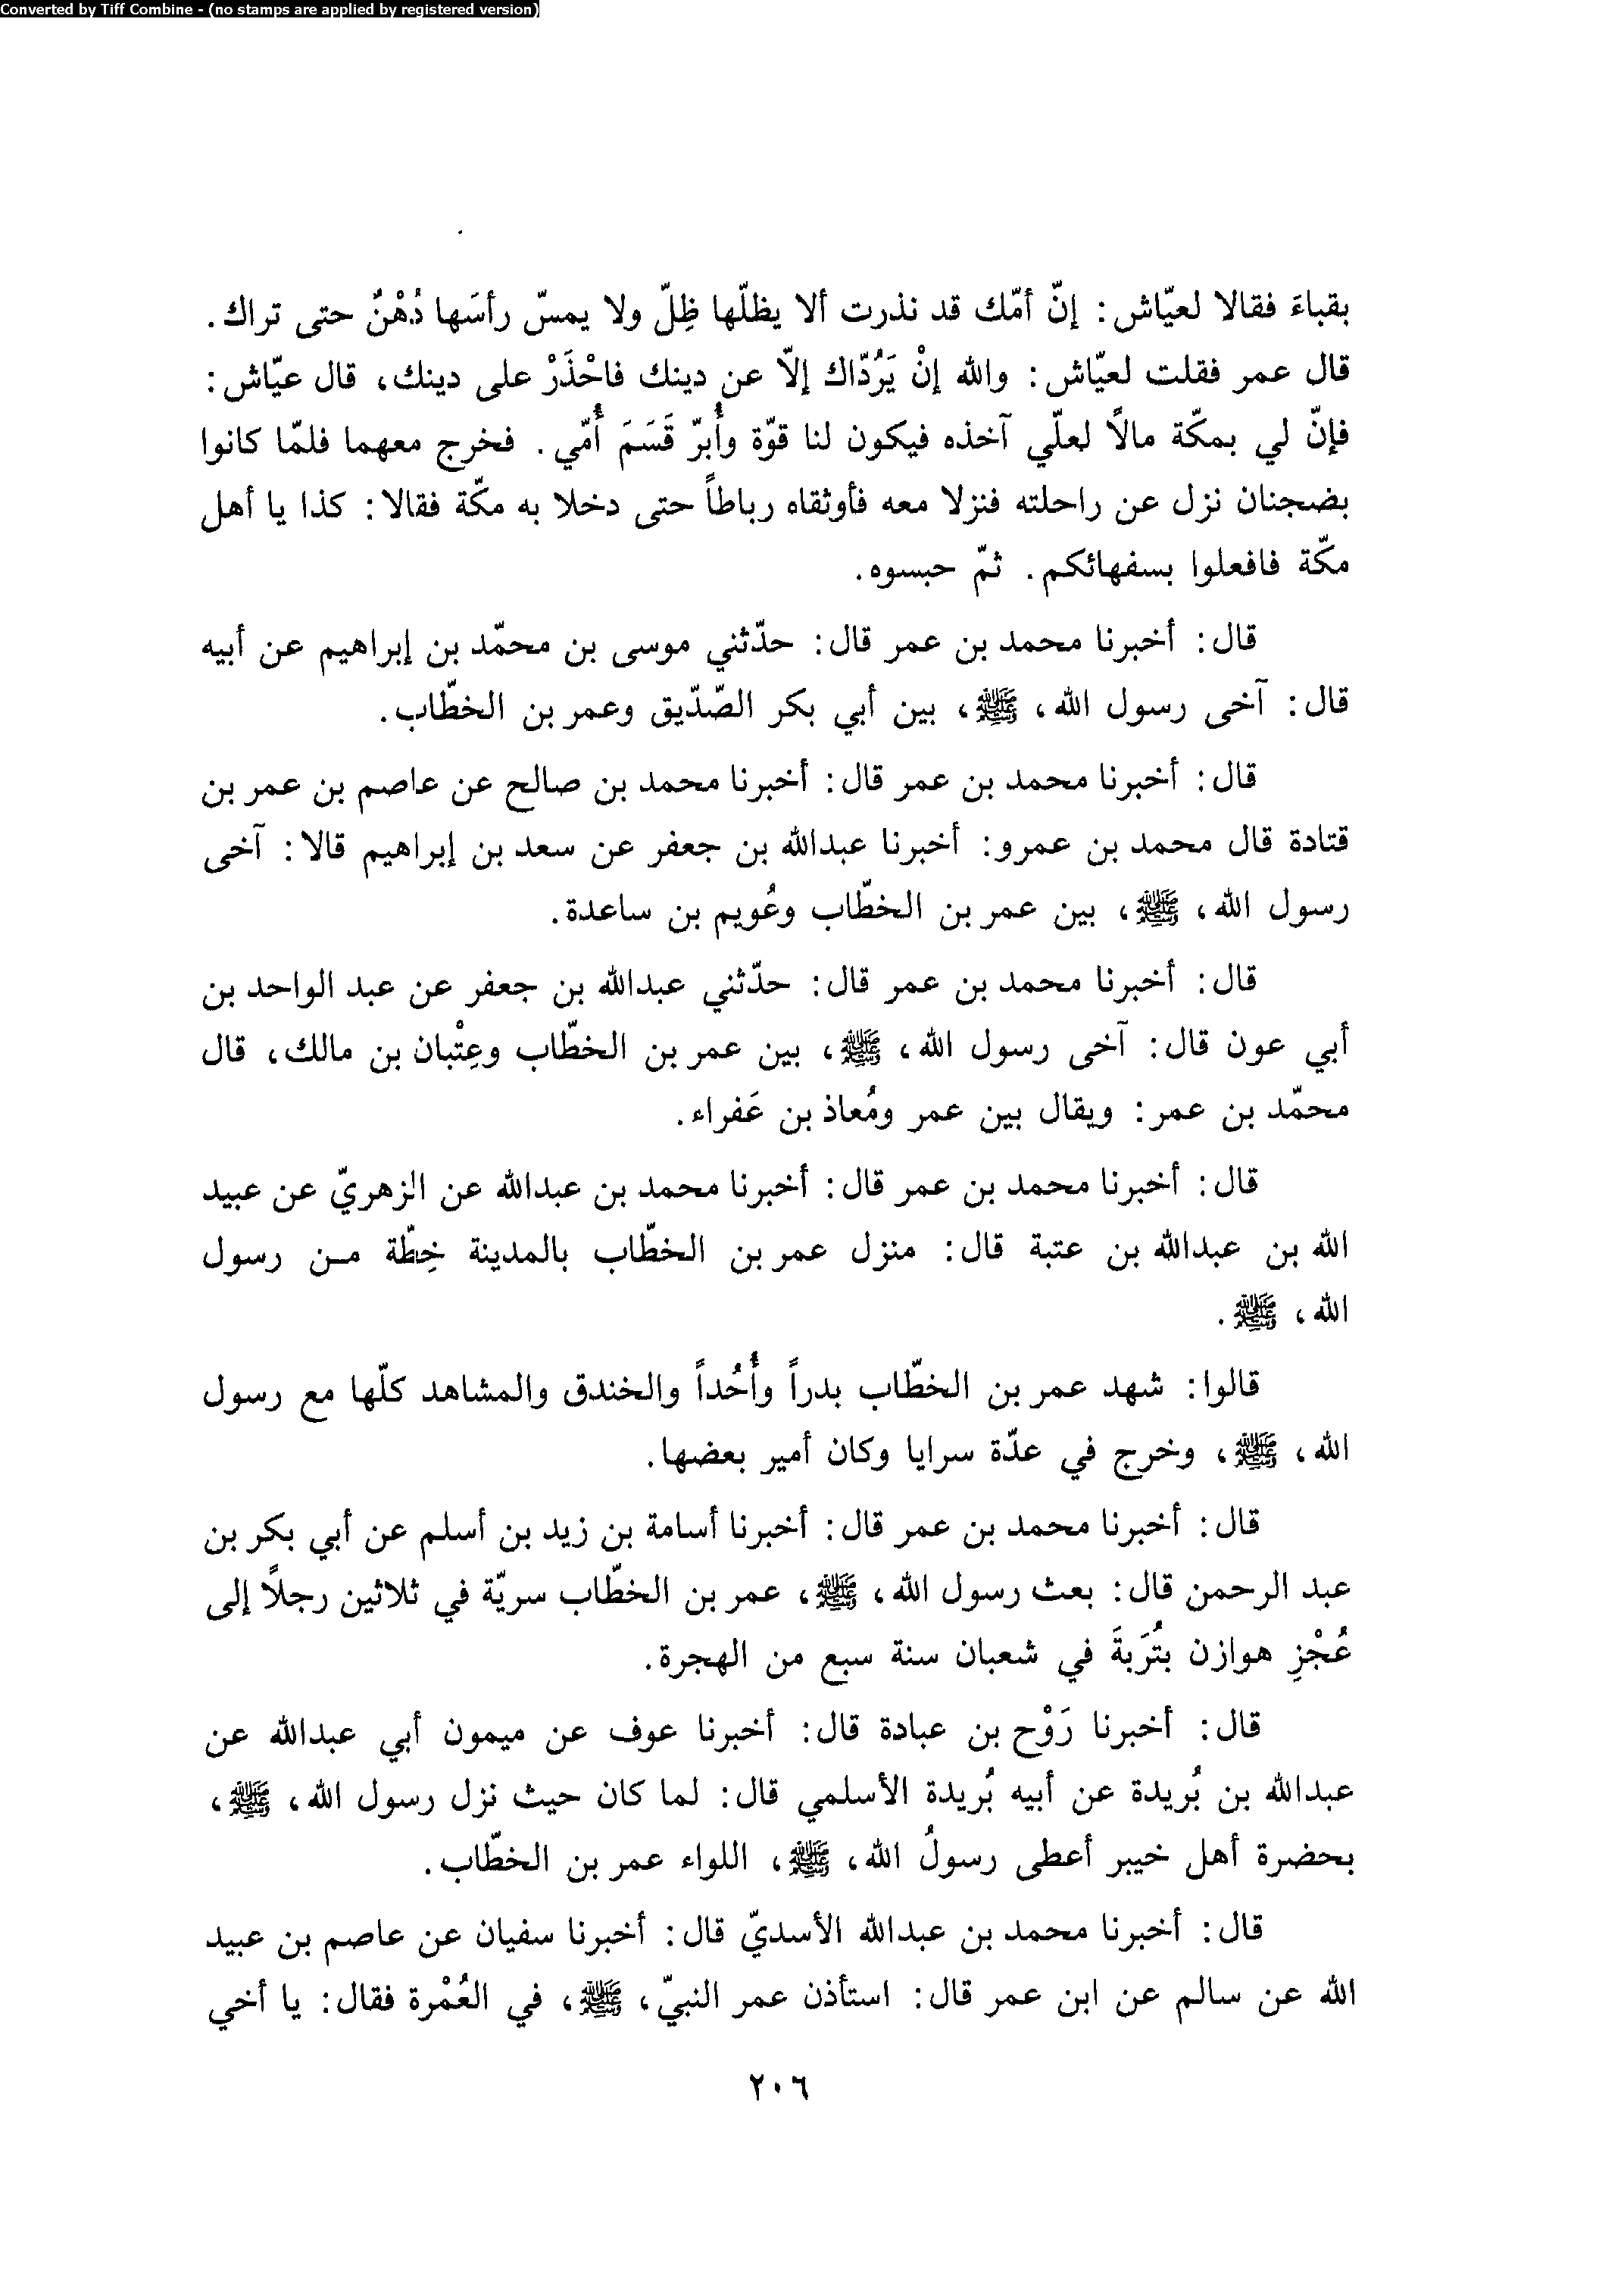 Converted by Tiff Combine - (no stamps are applied by registered version)
بقباءَ فقالا لعيّاش: إنّ أمّك قد نذرت ألا يظلّها ظِلّ ولا يمسّ رأسَها دُهْنٌ حتى تراك.
قال عمر فقلت لعيّاش: والله إنْ يَرُدّاك إلاّ عن دينك فاحْذَرْ على دينك، قال عيّاش:
فإنّ لي بمكّة مالاً لعلّي آخذه فيكون لنا قوّة وأُبرّ قَسَمَ أُمّي. فخرج معهما فلمّا كانوا
بضجنان نزل عن راحلته فنزلا معه فأوثقاه رباطاً حتى دخلا به مكّة فقالا: كذا يا أهل
مكّة فافعلوا بسفهائكم. ثمّ حبسوه.
قال: أخبرنا محمد بن عمر قال: حدّثني موسى بن محمّد بن إبراهيم عن أبيه
قال: آخى رسول الله، ﷺ، بين أبي بكر الصّدّيق وعمر بن الخطّاب.
قال: أخبرنا محمد بن عمر قال: أخبرنا محمد بن صالح عن عاصم بن عمر بن
قتادة قال محمد بن عمرو: أخبرنا عبدالله بن جعفر عن سعد بن إبراهيم قالا: آخى
رسول الله، ﷺ، بين عمر بن الخطّاب وعُويم بن ساعدة.
قال: أخبرنا محمد بن عمر قال: حدّثني عبدالله بن جعفر عن عبد الواحد بن
أبي عون قال: آخى رسول الله، ﷺ، بين عمر بن الخطّاب وعِتْبان بن مالك، قال
محمّد بن عمر: ويقال بين عمر ومُعاذ بن عَفراء.
قال: أخبرنا محمد بن عمر قال: أخبرنا محمد بن عبدالله عن الزهريّ عن عبيد
الله بن عبدالله بن عتبة قال: منزل عمر بن الخطّاب بالمدينة خِطّة مـن رسول
الله، ﷺ.
قالوا: شهد عمر بن الخطّاب بدراً وأُحُداً والخندق والمشاهد كلّها مع رسول
الله، ﷺ، وخرج في عدّة سرايا وكان أمير بعضها.
قال: أخبرنا محمد بن عمر قال: أخبرنا أسامة بن زيد بن أسلم عن أبي بكر بن
عبد الرحمن قال: بعث رسول الله، ﷺ، عمر بن الخطّاب سريّة في ثلاثين رجلاً إلى
عُجْزِ هوازن بتُرَبةَ في شعبان سنة سبع من الهجرة.
قال: أخبرنا رَوْح بن عبادة قال: أخبرنا عوف عن ميمون أبي عبدالله عن
عبدالله بن بُريدة عن أبيه بُريدة الأسلمي قال: لما كان حيث نزل رسول الله، ﷺ،
بحضرة أهل خيبر أعطى رسولُ الله، ﷺ، اللواء عمر بن الخطّاب.
قال: أخبرنا محمد بن عبدالله الأسديّ قال: أخبرنا سفيان عن عاصم بن عبيد
الله عن سالم عن ابن عمر قال: استأذن عمر النبيّ، ﷺ، في العُمْرة فقال: يا أخي
٢٠٦